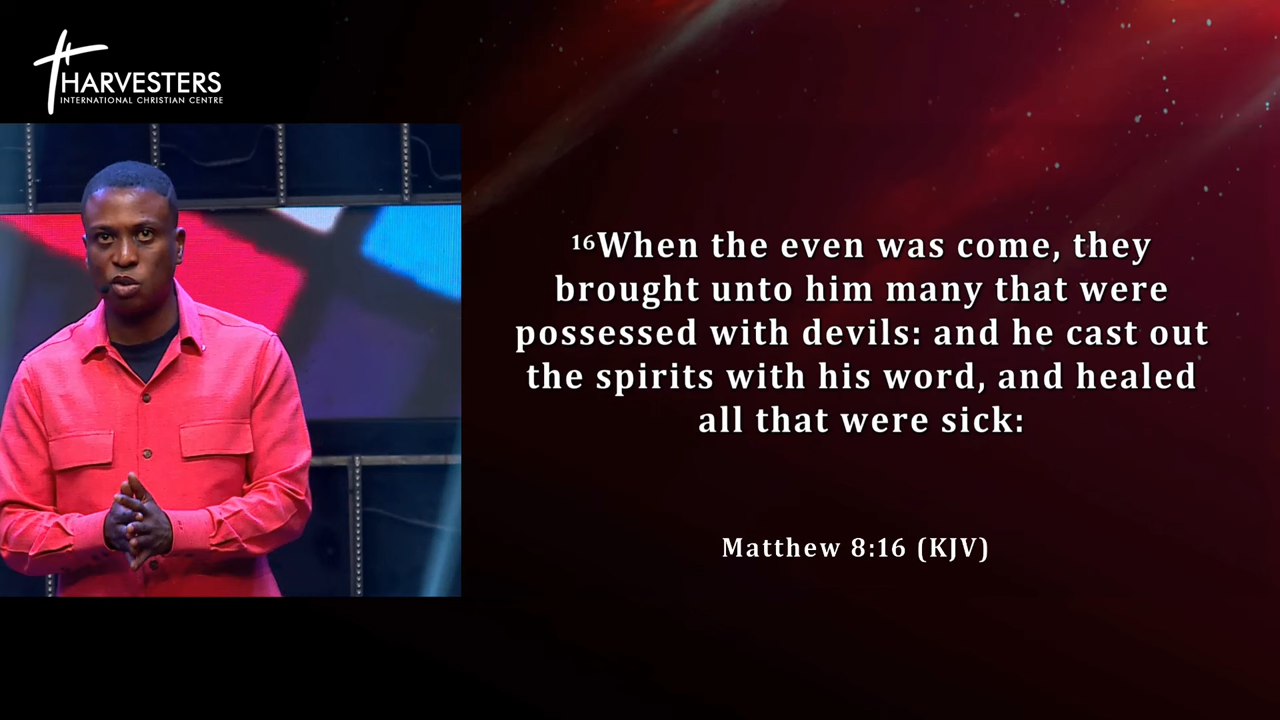 HARVESTERS
INTERNATIONAL CHRISTIAN CENTRE
¹⁶When the even was come, they
brought unto him many that were
possessed with devils: and he cast out
the spirits with his word, and healed
all that were sick:
Matthew 8:16 (KJV)